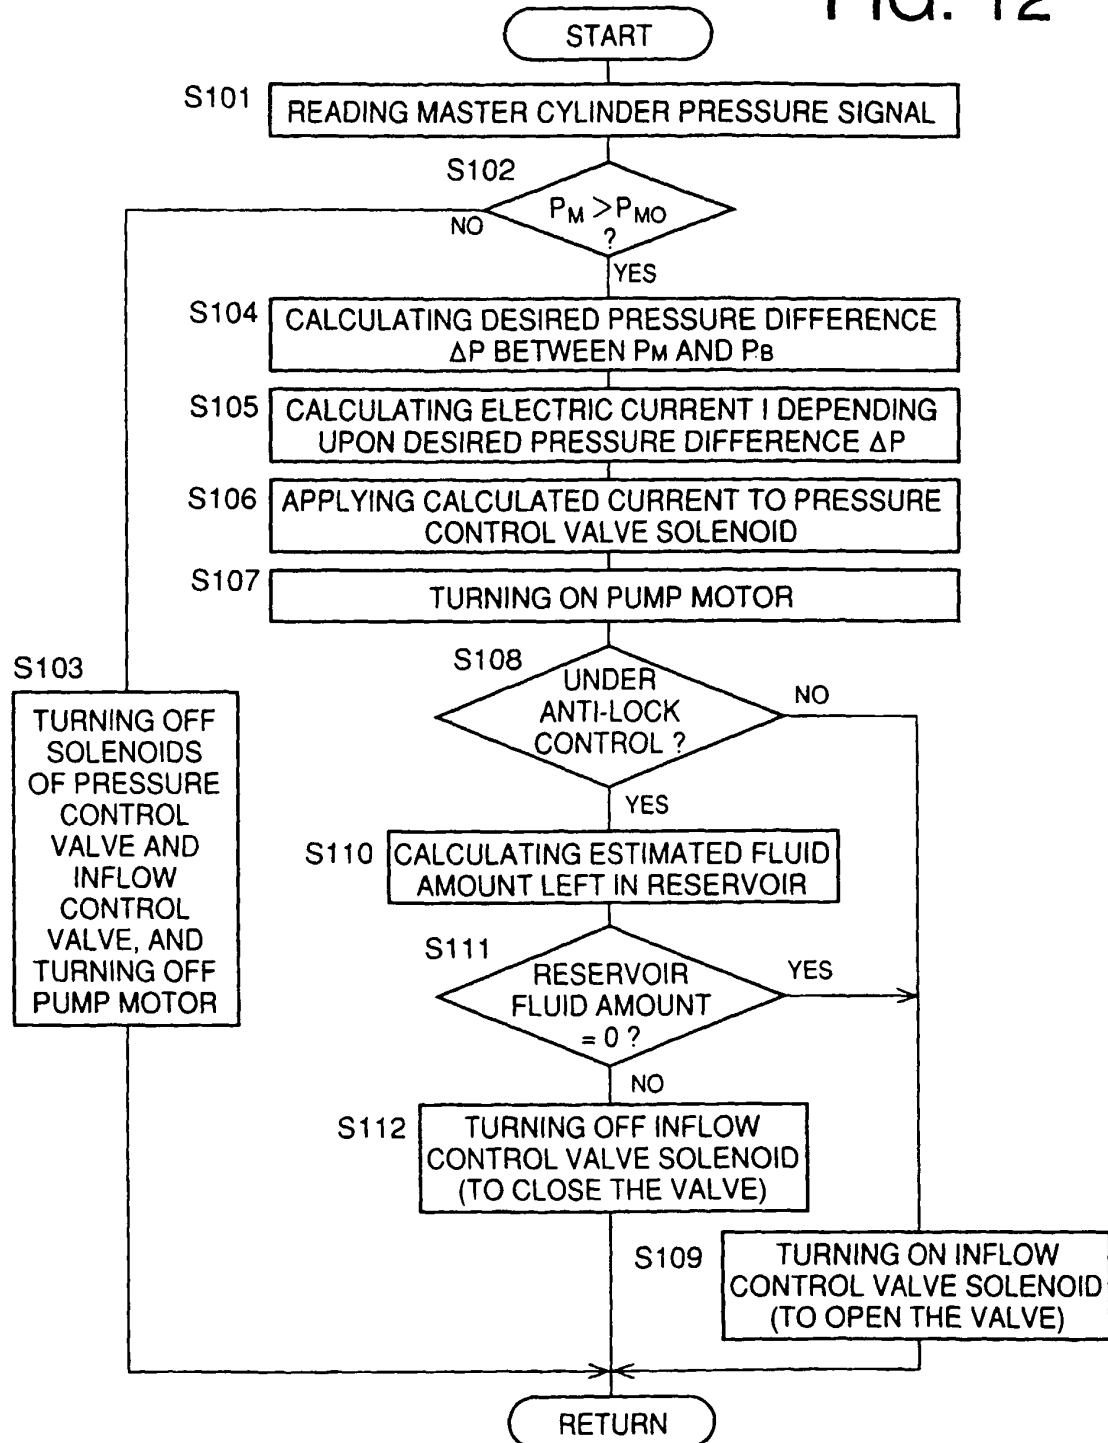 FIG. 12
START
S101
READING MASTER CYLINDER PRESSURE SIGNAL
S102
PM > PMO
?
NO
YES
S104
CALCULATING DESIRED PRESSURE DIFFERENCE
ΔP BETWEEN PM AND PB
S105
CALCULATING ELECTRIC CURRENT I DEPENDING
UPON DESIRED PRESSURE DIFFERENCE ΔP
S106
APPLYING CALCULATED CURRENT TO PRESSURE
CONTROL VALVE SOLENOID
S107
TURNING ON PUMP MOTOR
S103
TURNING OFF
SOLENOIDS
OF PRESSURE
CONTROL
VALVE AND
INFLOW
CONTROL
VALVE, AND
TURNING OFF
PUMP MOTOR
S108
UNDER
ANTI-LOCK
CONTROL ?
NO
YES
S110
CALCULATING ESTIMATED FLUID
AMOUNT LEFT IN RESERVOIR
S111
RESERVOIR
FLUID AMOUNT
= 0 ?
YES
NO
S112
TURNING OFF INFLOW
CONTROL VALVE SOLENOID
(TO CLOSE THE VALVE)
S109
TURNING ON INFLOW
CONTROL VALVE SOLENOID
(TO OPEN THE VALVE)
RETURN